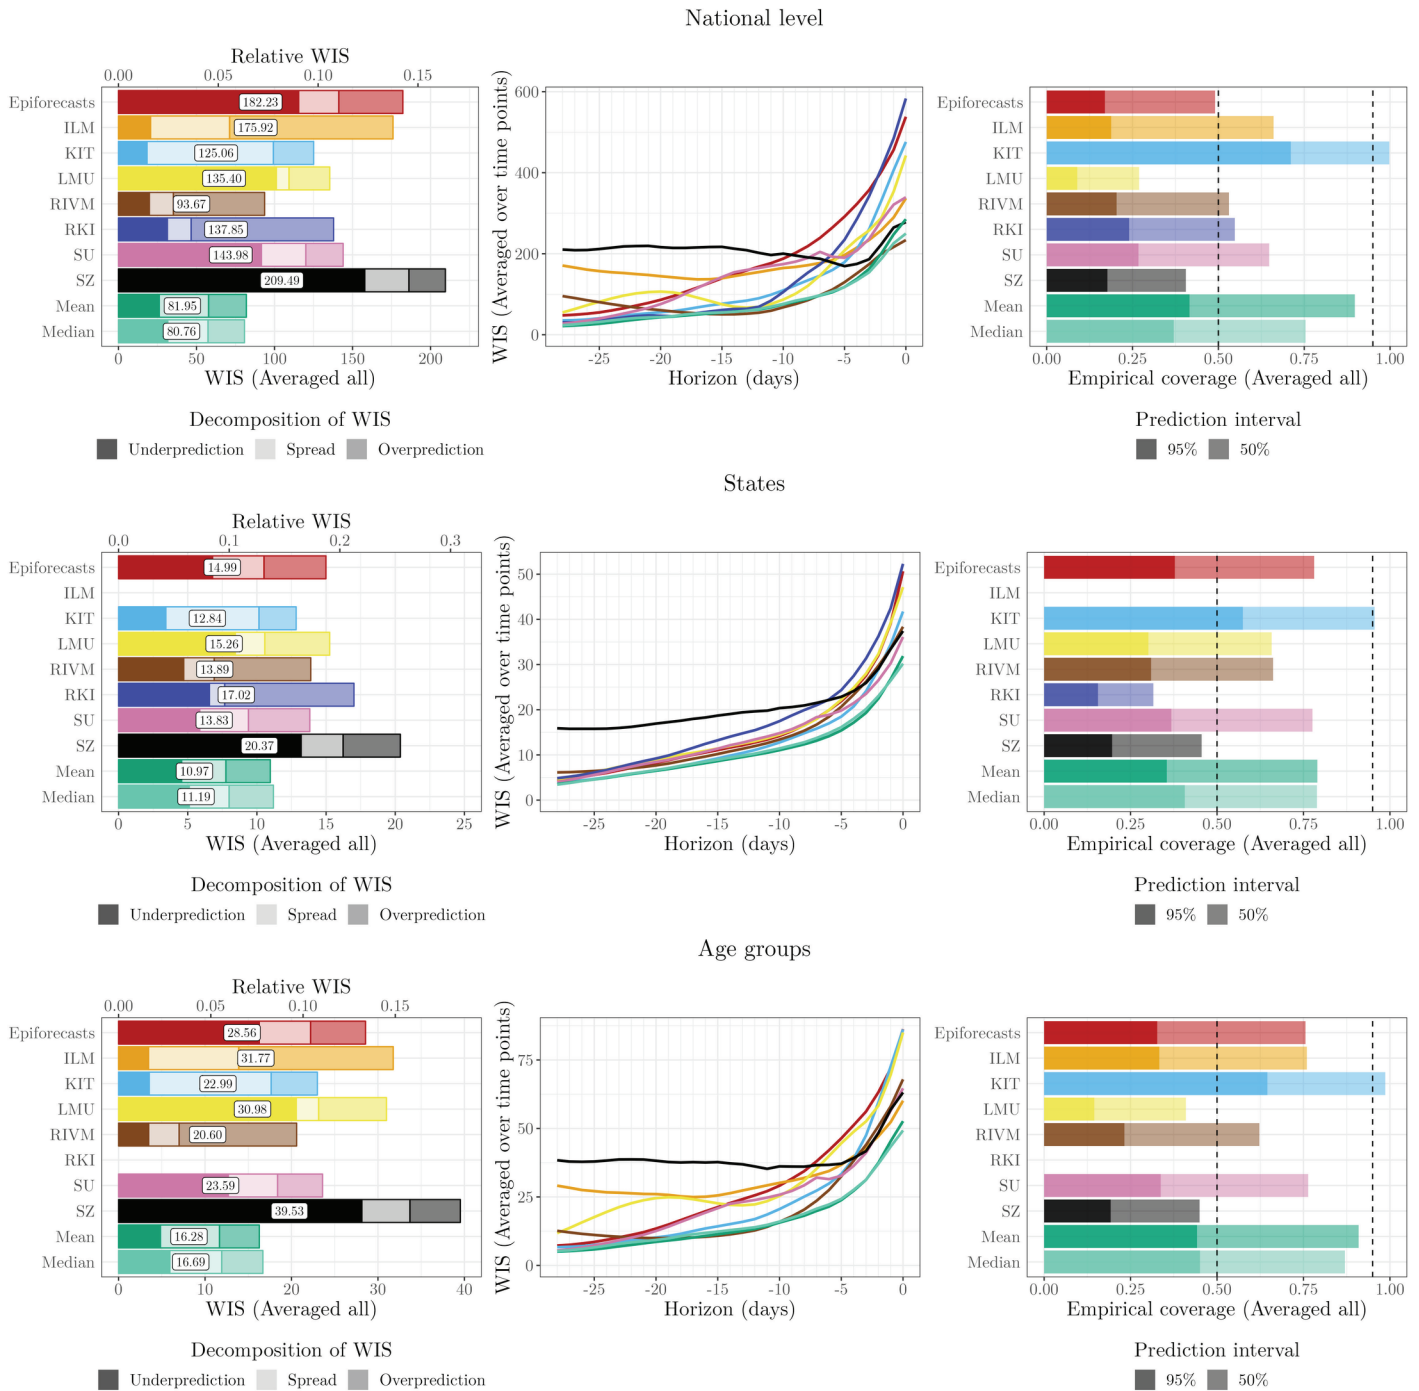 National level
Relative WIS
0.00 0.05 0.10 0.15
Epiforecasts
ILM
KIT
LMU
RIVM
RKI
SU
SZ
Mean
Median
182.23
175.92
125.06
135.40
93.67
137.85
143.98
209.49
81.95
80.76
0 50 100 150 200
WIS (Averaged all)
Decomposition of WIS
Underprediction Spread Overprediction
WIS (Averaged over time points)
600
400
200
0
-25 -20 -15 -10 -5 0
Horizon (days)
Epiforecasts
ILM
KIT
LMU
RIVM
RKI
SU
SZ
Mean
Median
0.00 0.25 0.50 0.75 1.00
Empirical coverage (Averaged all)
Prediction interval
95% 50%
States
Relative WIS
0.0 0.1 0.2 0.3
Epiforecasts
ILM
KIT
LMU
RIVM
RKI
SU
SZ
Mean
Median
14.99
12.84
15.26
13.89
17.02
13.83
20.37
10.97
11.19
0 5 10 15 20 25
WIS (Averaged all)
Decomposition of WIS
Underprediction Spread Overprediction
WIS (Averaged over time points)
50
40
30
20
10
0
-25 -20 -15 -10 -5 0
Horizon (days)
Epiforecasts
ILM
KIT
LMU
RIVM
RKI
SU
SZ
Mean
Median
0.00 0.25 0.50 0.75 1.00
Empirical coverage (Averaged all)
Prediction interval
95% 50%
Age groups
Relative WIS
0.00 0.05 0.10 0.15
Epiforecasts
ILM
KIT
LMU
RIVM
RKI
SU
SZ
Mean
Median
28.56
31.77
22.99
30.98
20.60
23.59
39.53
16.28
16.69
0 10 20 30 40
WIS (Averaged all)
Decomposition of WIS
Underprediction Spread Overprediction
WIS (Averaged over time points)
75
50
25
0
-25 -20 -15 -10 -5 0
Horizon (days)
Epiforecasts
ILM
KIT
LMU
RIVM
RKI
SU
SZ
Mean
Median
0.00 0.25 0.50 0.75 1.00
Empirical coverage (Averaged all)
Prediction interval
95% 50%